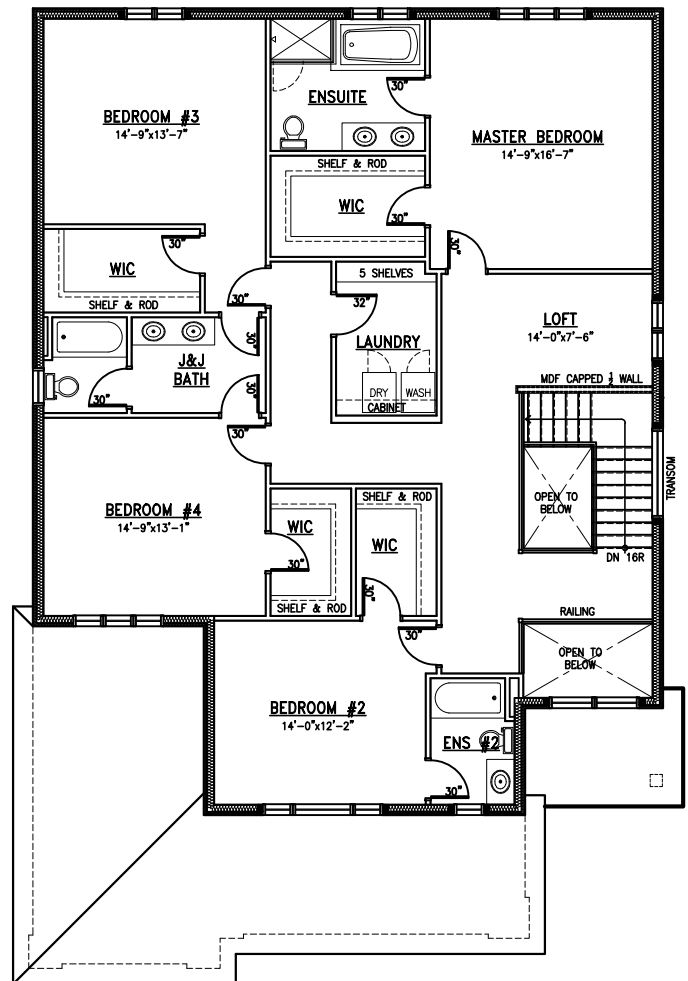 30"
ENSUITE
BEDROOM #3
14'-9"x13'-7"
MASTER BEDROOM
14'-9"x16'-7"
SHELF & ROD
WIC
30"
30"
30"
WIC
5 SHELVES
30"
SHELF & ROD
32"
LOFT
14'-0"x7'-6"
30"
LAUNDRY
J&J
BATH
MDF CAPPED ½ WALL
DRY
WASH
30"
30"
CABINET
30"
TRANSOM
SHELF & ROD
OPEN TO
BELOW
BEDROOM #4
14'-9"x13'-1"
WIC
WIC
DN 16R
30"
30"
SHELF & ROD
RAILING
30"
OPEN TO
BELOW
BEDROOM #2
14'-0"x12'-2"
ENS #2
30"